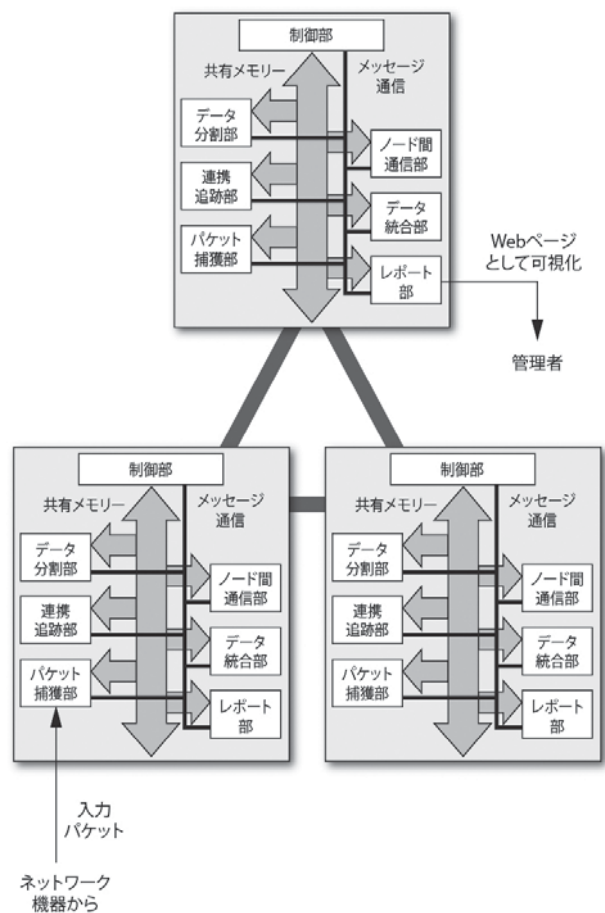 制御部
共有メモリー
メッセージ
通信
データ
分割部
ノード間
通信部
連携
追跡部
データ
統合部
パケット
捕獲部
レポート
部
Webページ
として可視化
管理者
制御部
共有メモリー
メッセージ
通信
データ
分割部
ノード間
通信部
連携
追跡部
データ
統合部
パケット
捕獲部
レポート
部
入力
パケット
ネットワーク
機器から
制御部
共有メモリー
メッセージ
通信
データ
分割部
ノード間
通信部
連携
追跡部
データ
統合部
パケット
捕獲部
レポート
部